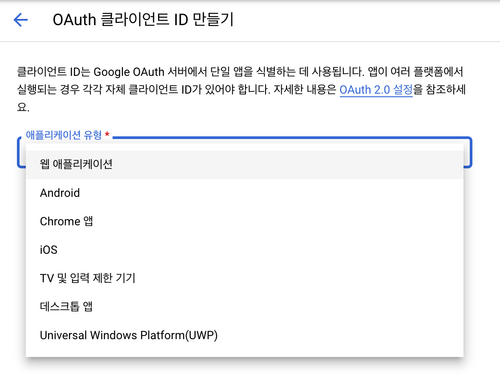 OAuth 클라이언트 ID 만들기
클라이언트 ID는 Google OAuth 서버에서 단일 앱을 식별하는 데 사용됩니다. 앱이 여러 플랫폼에서
실행되는 경우 각각 자체 클라이언트 ID가 있어야 합니다. 자세한 내용은 OAuth 2.0 설정을 참조하세
요.
애플리케이션 유형 *
웹 애플리케이션
Android
Chrome 앱
iOS
TV 및 입력 제한 기기
데스크톱 앱
Universal Windows Platform(UWP)